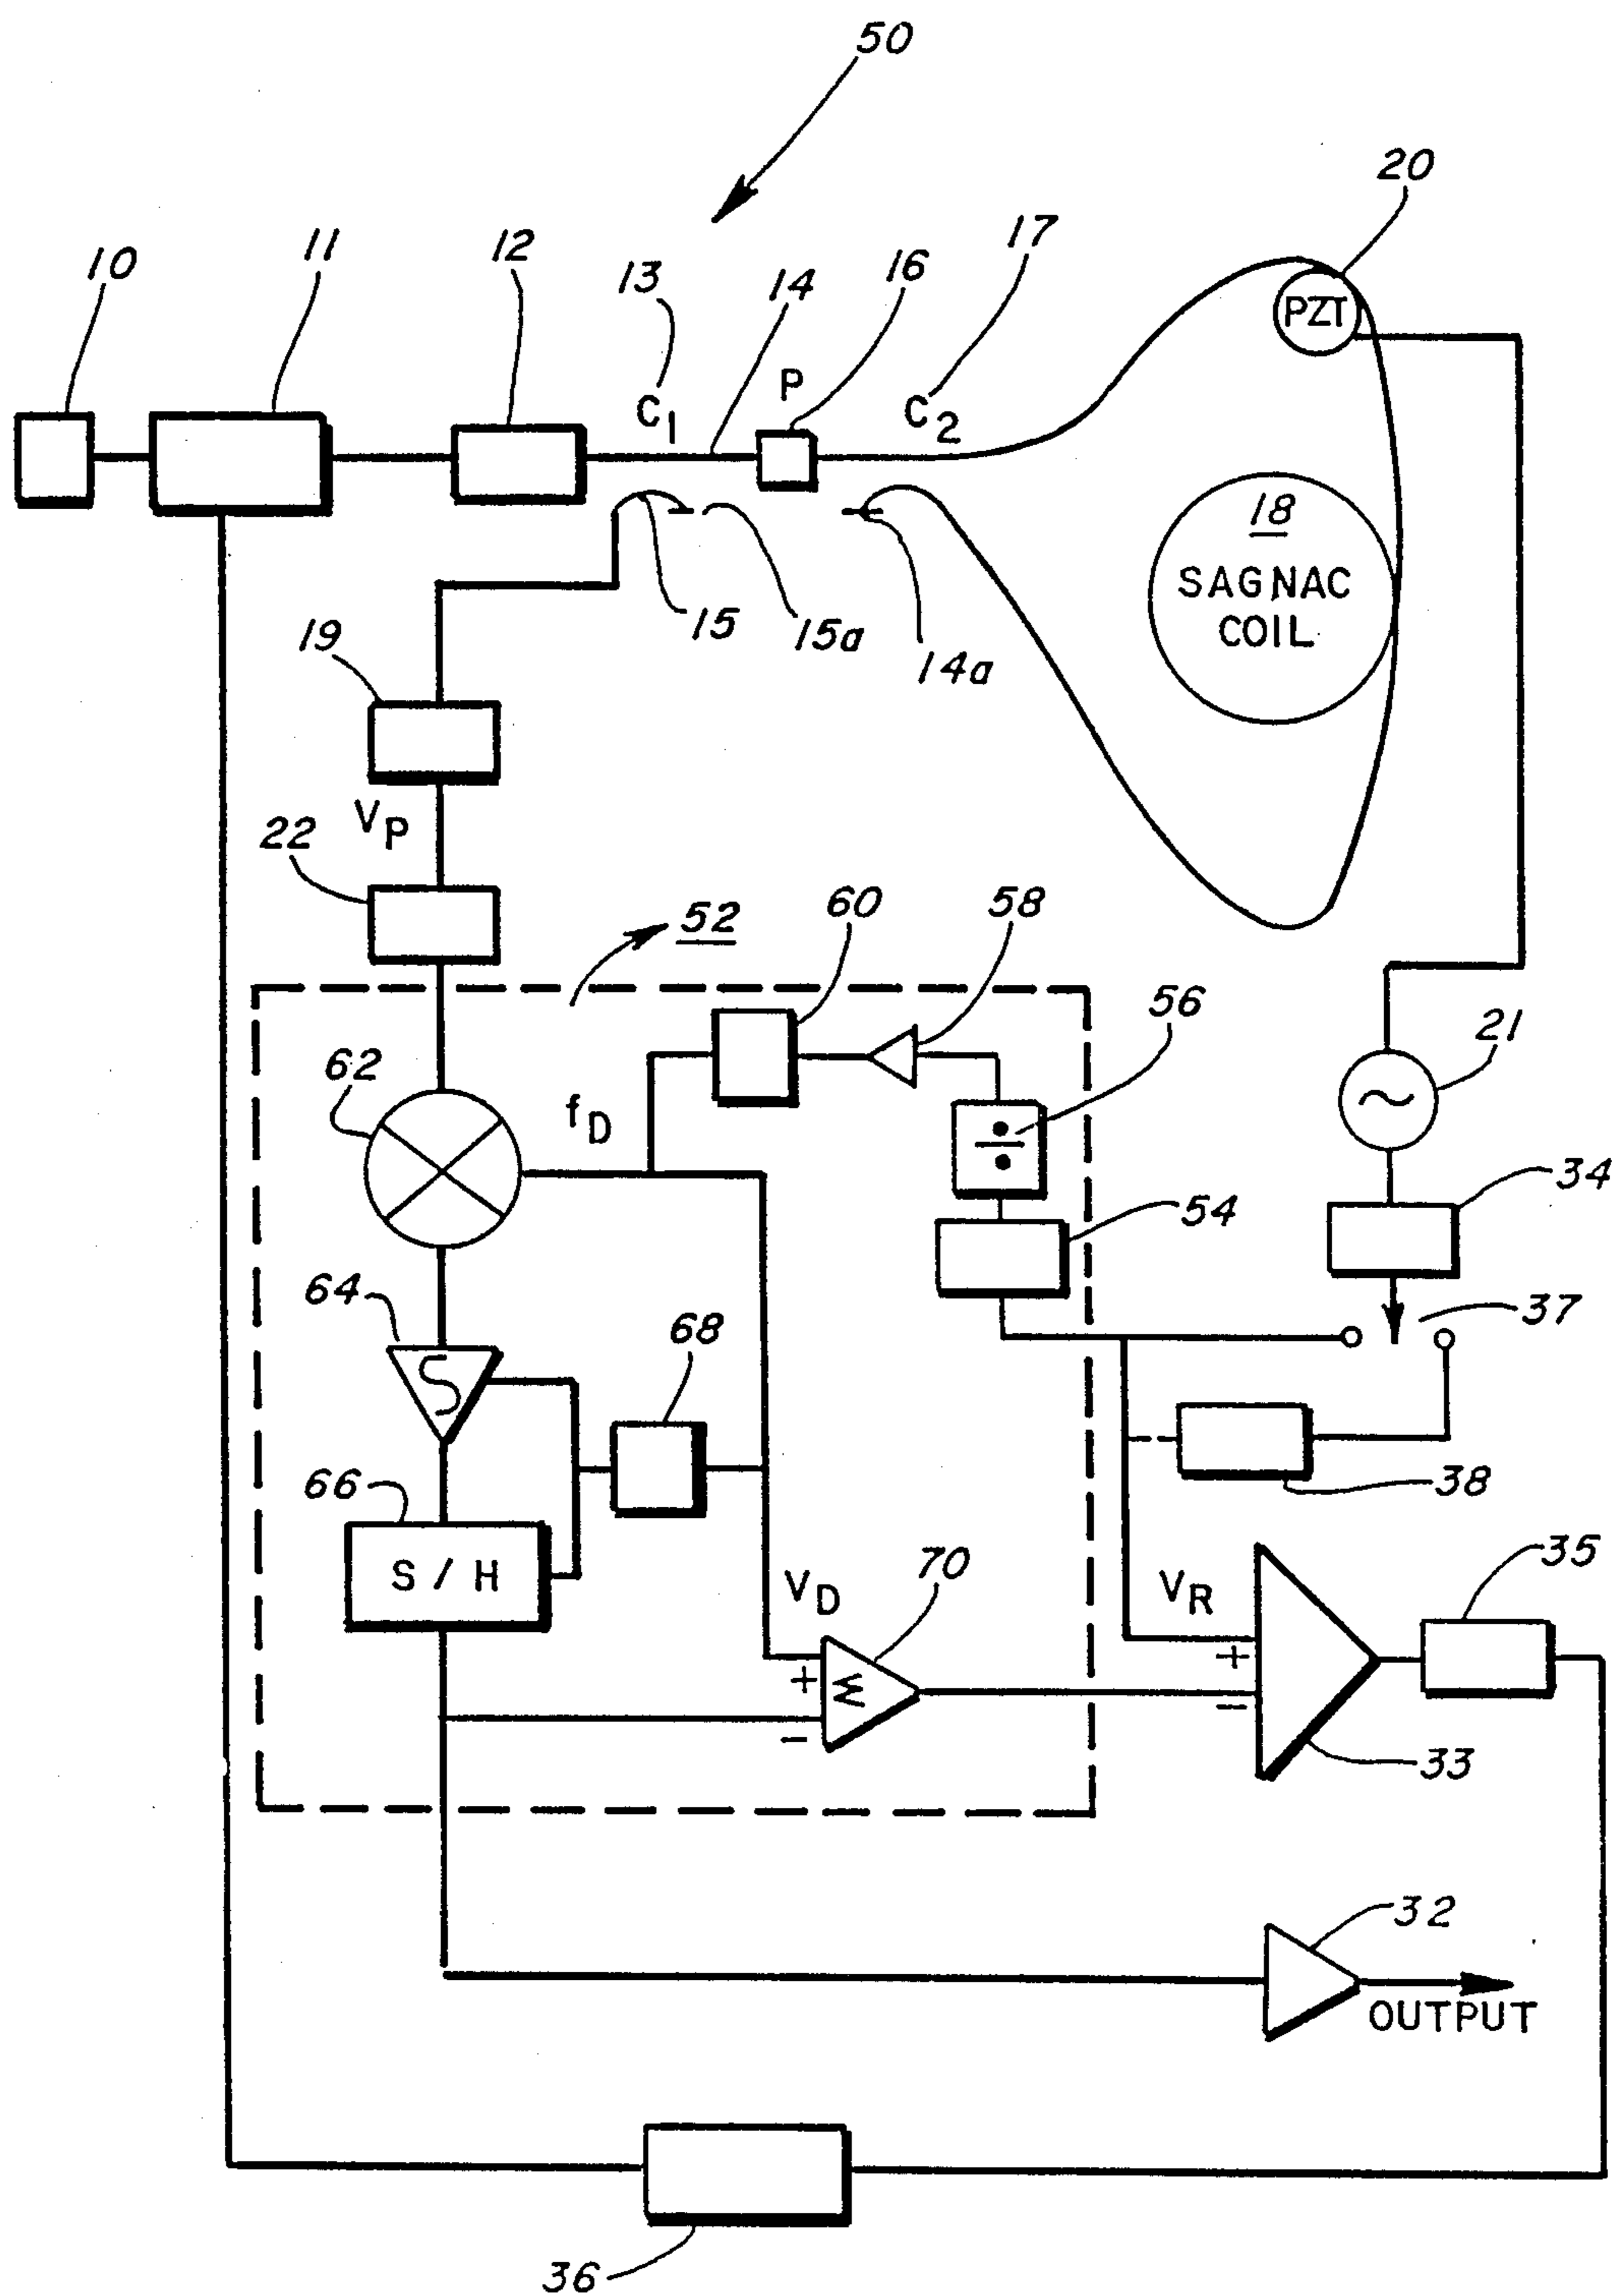 50
20
17
10
11
12
13
14
16
PZT
P
C1
C2
18
SAGNAC
COIL
15
15a
14a
19
VP
22
52
60
58
56
21
62
fD
÷
~
34
54
64
68
37
∫
38
66
S / H
70
35
VD
VR
+
+
Σ
−
−
33
32
OUTPUT
36